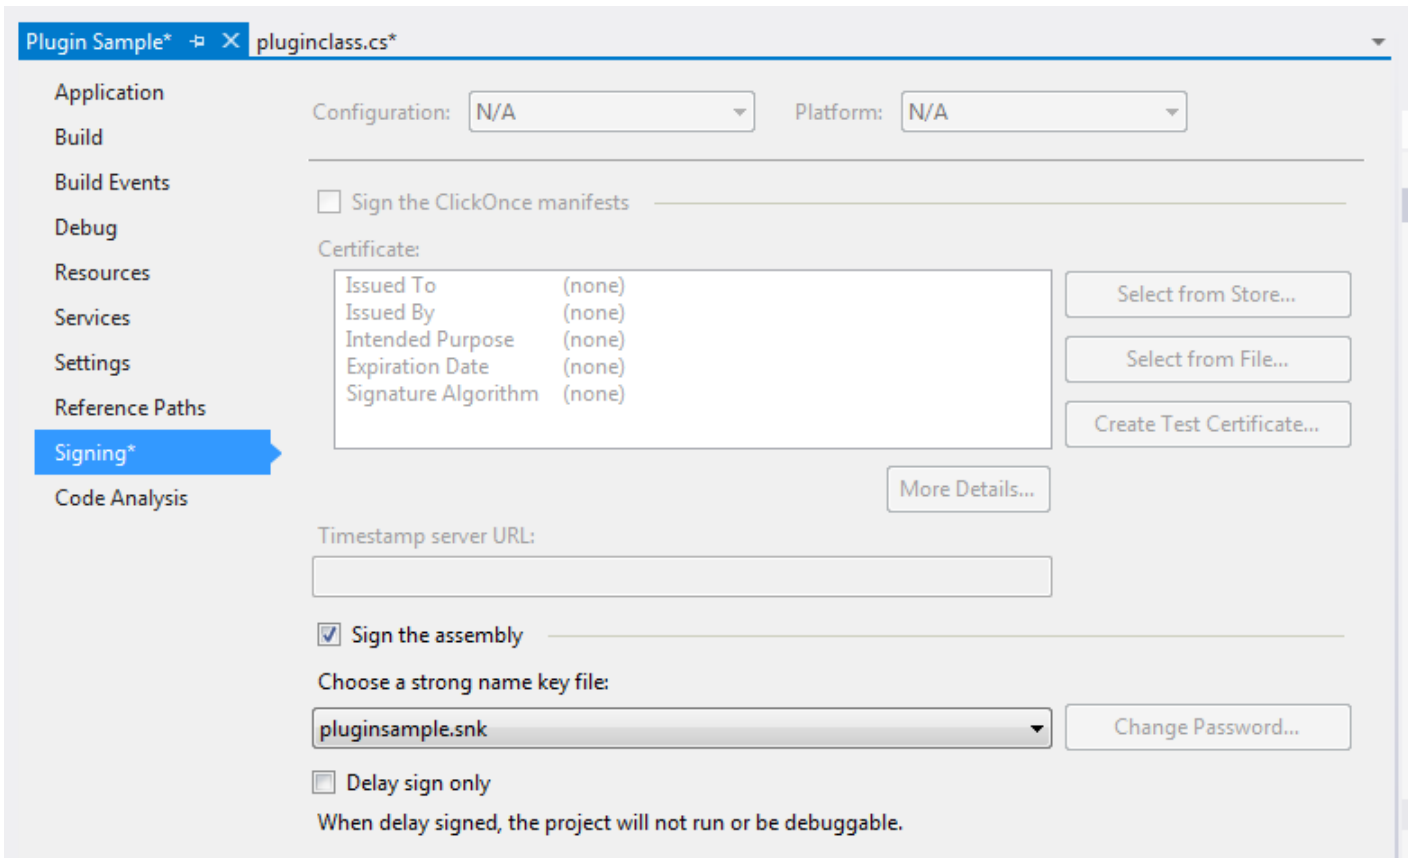 Plugin Sample* pluginclass.cs*
Application
Configuration: N/A Platform: N/A
Build
Build Events
Sign the ClickOnce manifests
Debug
Certificate:
Resources
Issued To (none)
Select from Store...
Services
Issued By (none)
Intended Purpose (none)
Settings
Expiration Date (none)
Select from File...
Reference Paths
Signature Algorithm (none)
Create Test Certificate...
Signing*
Code Analysis
More Details...
Timestamp server URL:
Sign the assembly
Choose a strong name key file:
pluginsample.snk
Change Password...
Delay sign only
When delay signed, the project will not run or be debuggable.